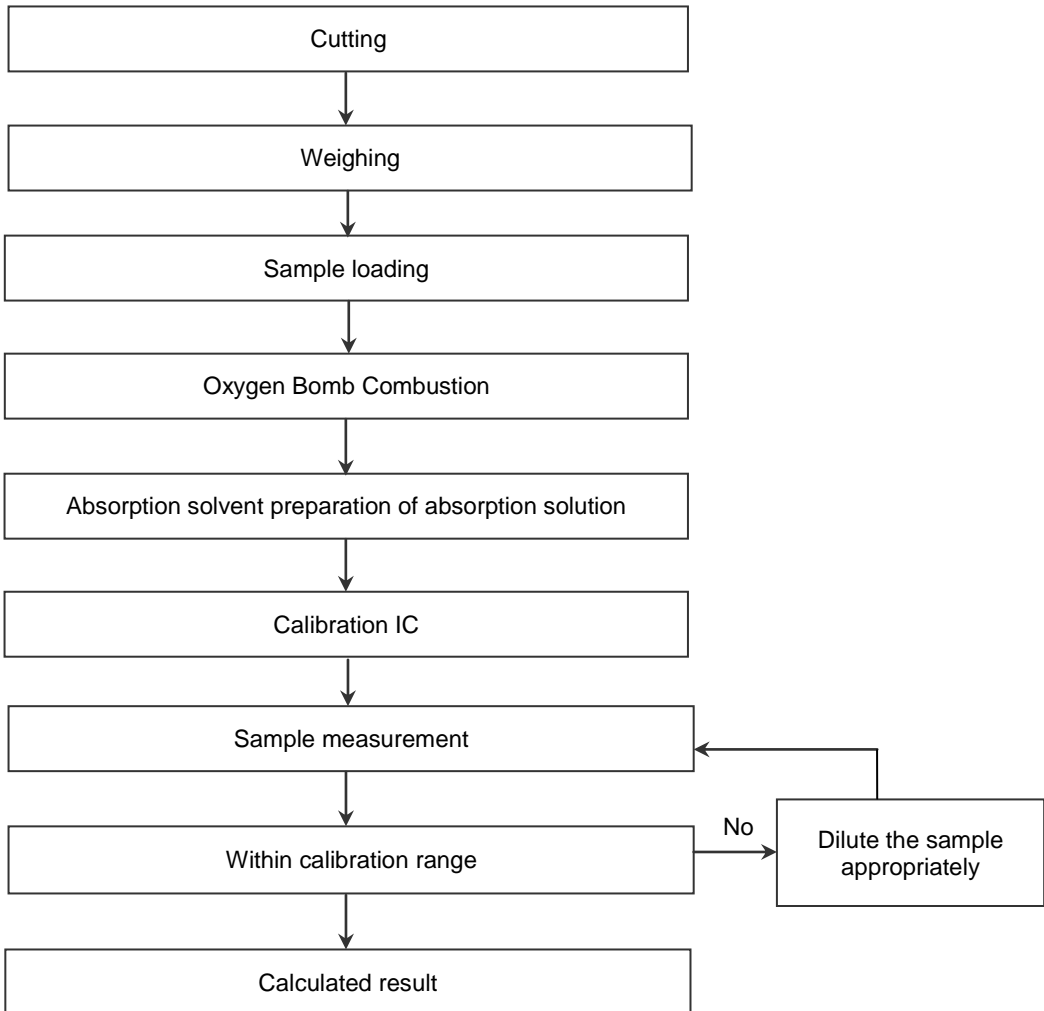 Cutting
Weighing
Sample loading
Oxygen Bomb Combustion
Absorption solvent preparation of absorption solution
Calibration IC
Sample measurement
Within calibration range
No
Dilute the sample
appropriately
Calculated result